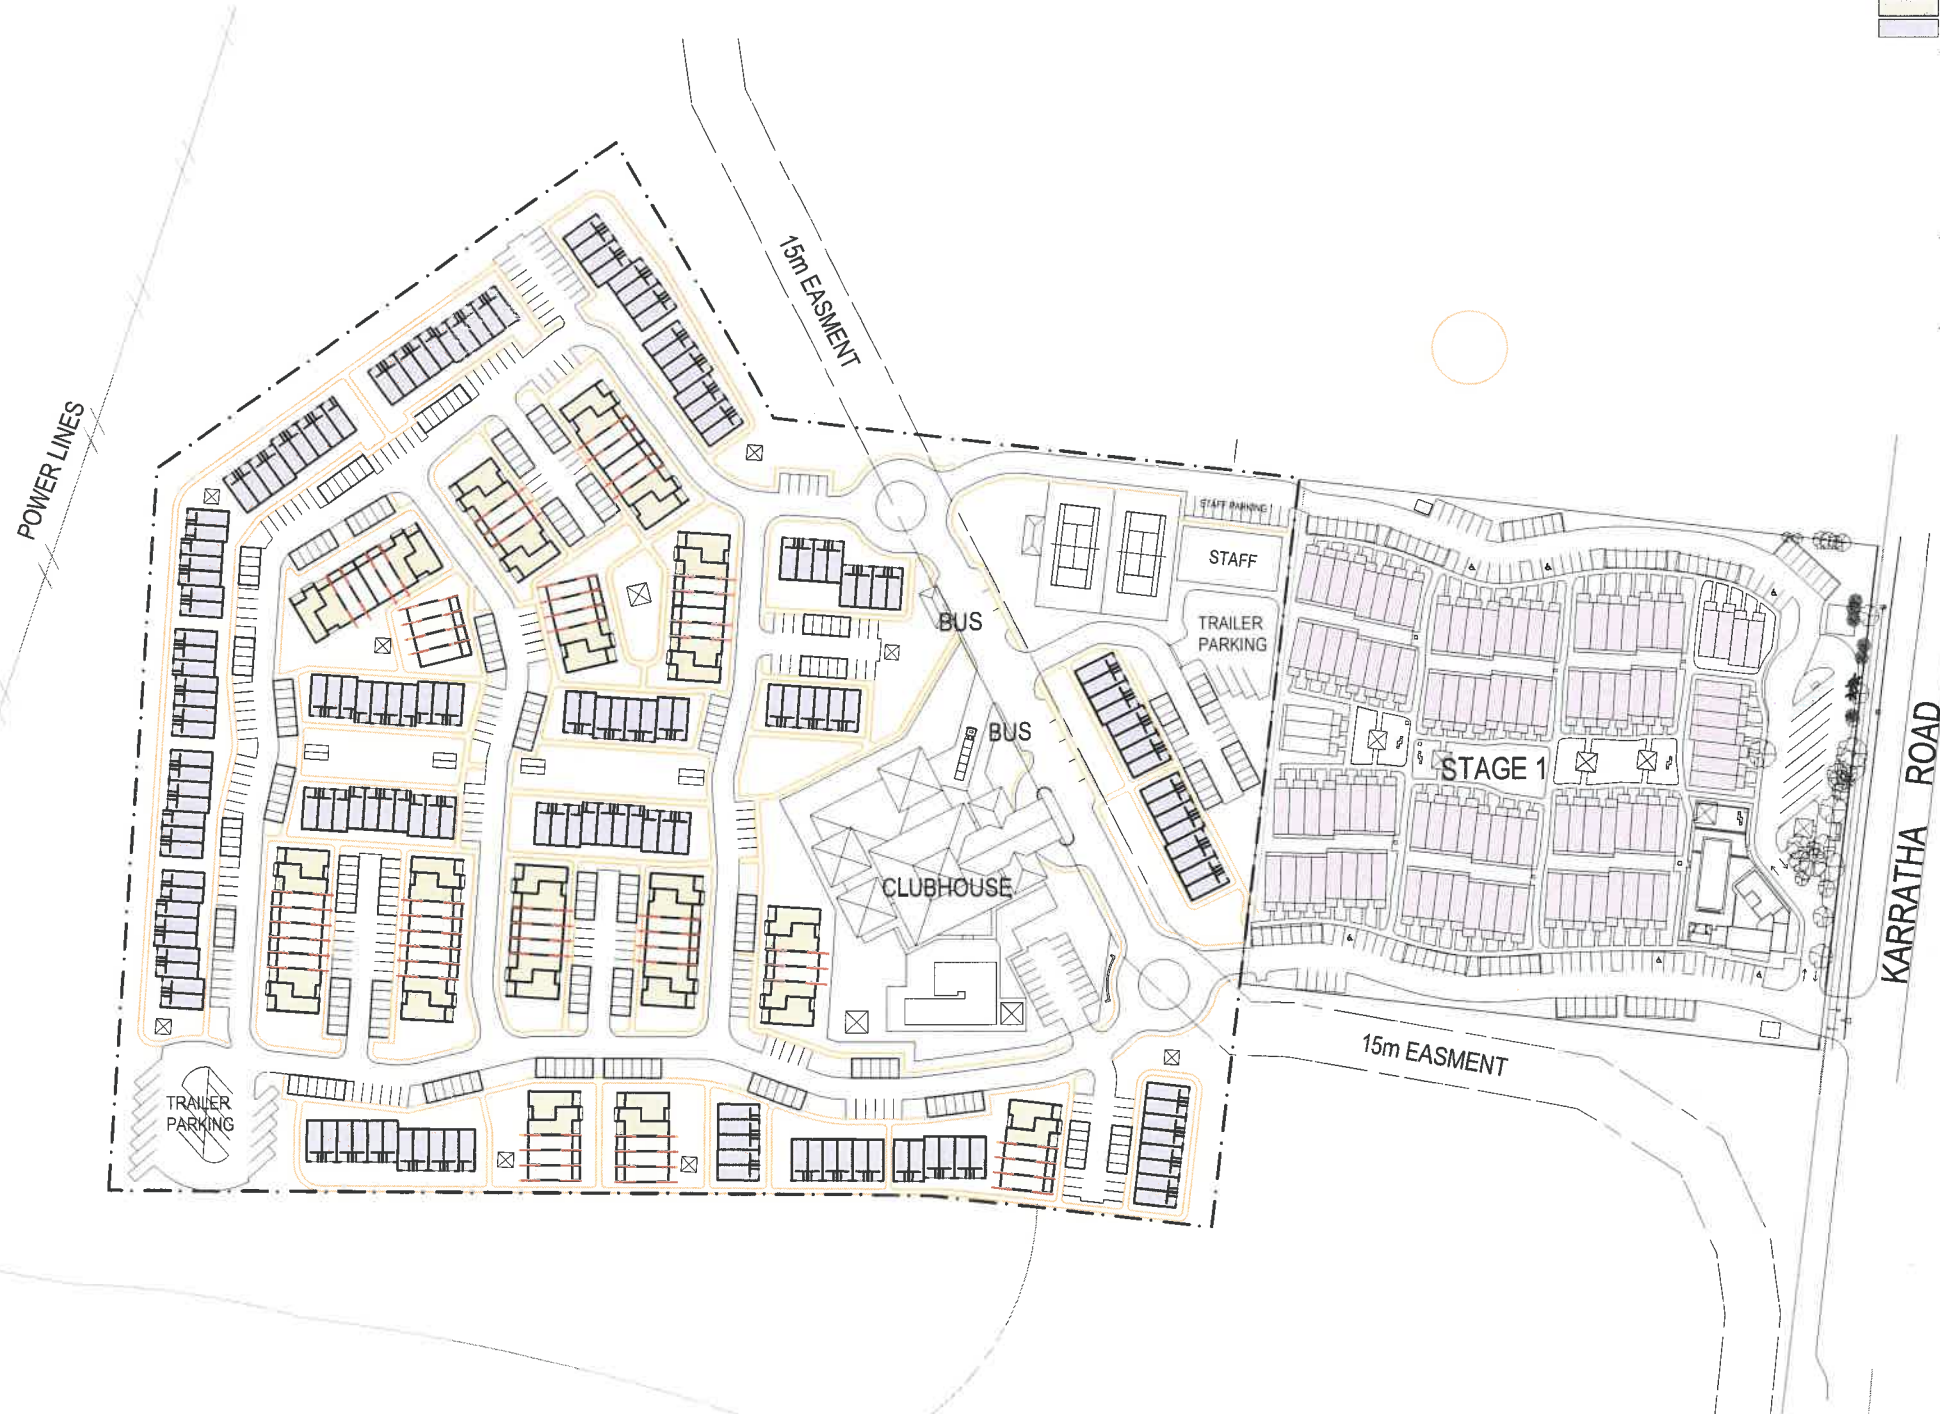 15m EASMENT
POWER LINES
STAFF PARKING
STAFF
BUS
TRAILER
PARKING
BUS
STAGE 1
KARRATHA ROAD
CLUBHOUSE
15m EASMENT
TRAILER
PARKING